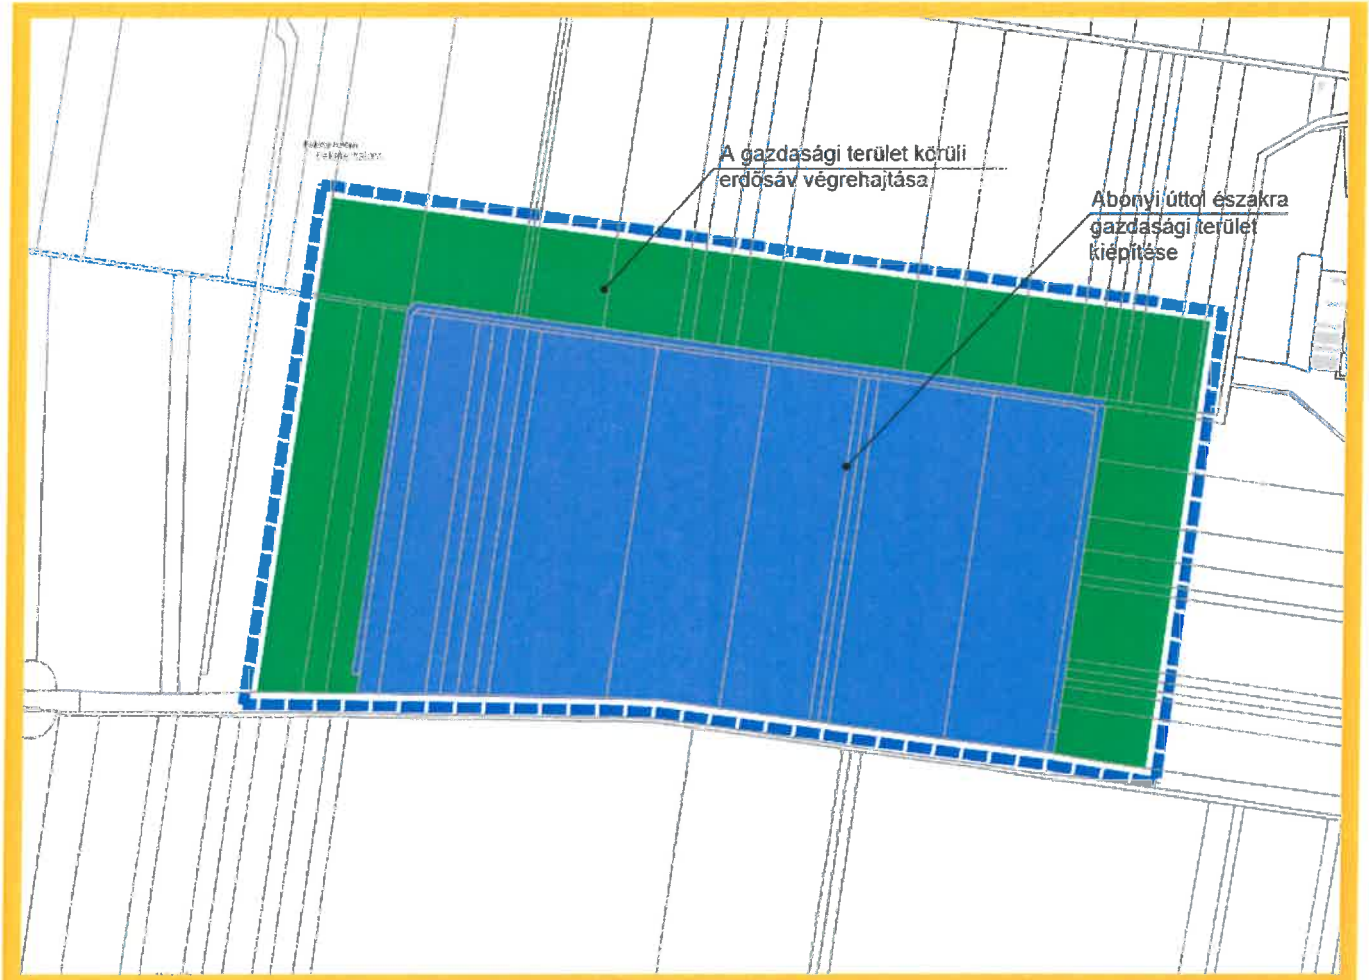 A gazdasági terület körüli
erdősáv végrehajtása
Abonyi úttól északra
gazdasági terület
kiépítése